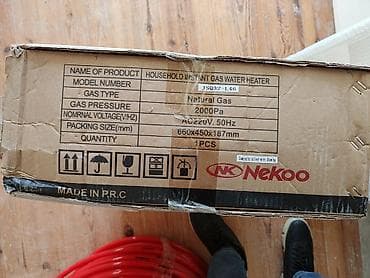 NAME OF PRODUCT HOUSEHOLD INSTANT GAS WATER HEATER
MODEL NUMBER
GAS TYPE Natural Gas
GAS PRESSURE 2000Pa
NOMRNAL VOLTAGE(V/HZ) AC220V, 50Hz
PACKING SIZE(mm) 660x450x187mm
QUANTITY 1PCS
NK NeKoo
MADE IN P.R.C